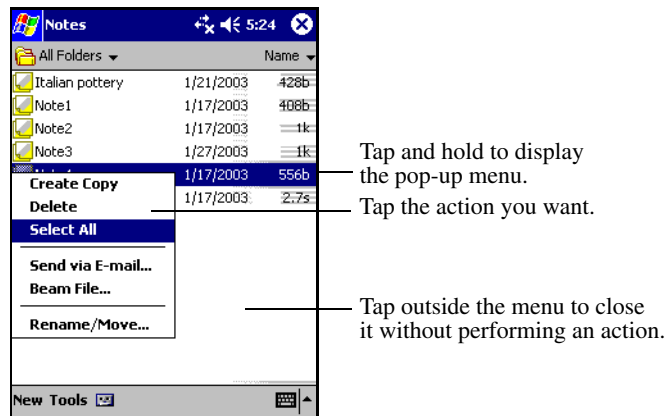 Notes 5:24
All Folders Name
Italian pottery 1/21/2003 428b
Note1 1/17/2003 408b
Note2 1/17/2003 1k
Note3 1/27/2003 1k
1/17/2003 556b
1/17/2003 2.7s
Create Copy
Delete
Select All
Send via E-mail...
Beam File...
Rename/Move...
New Tools
Tap and hold to display
the pop-up menu.
Tap the action you want.
Tap outside the menu to close
it without performing an action.